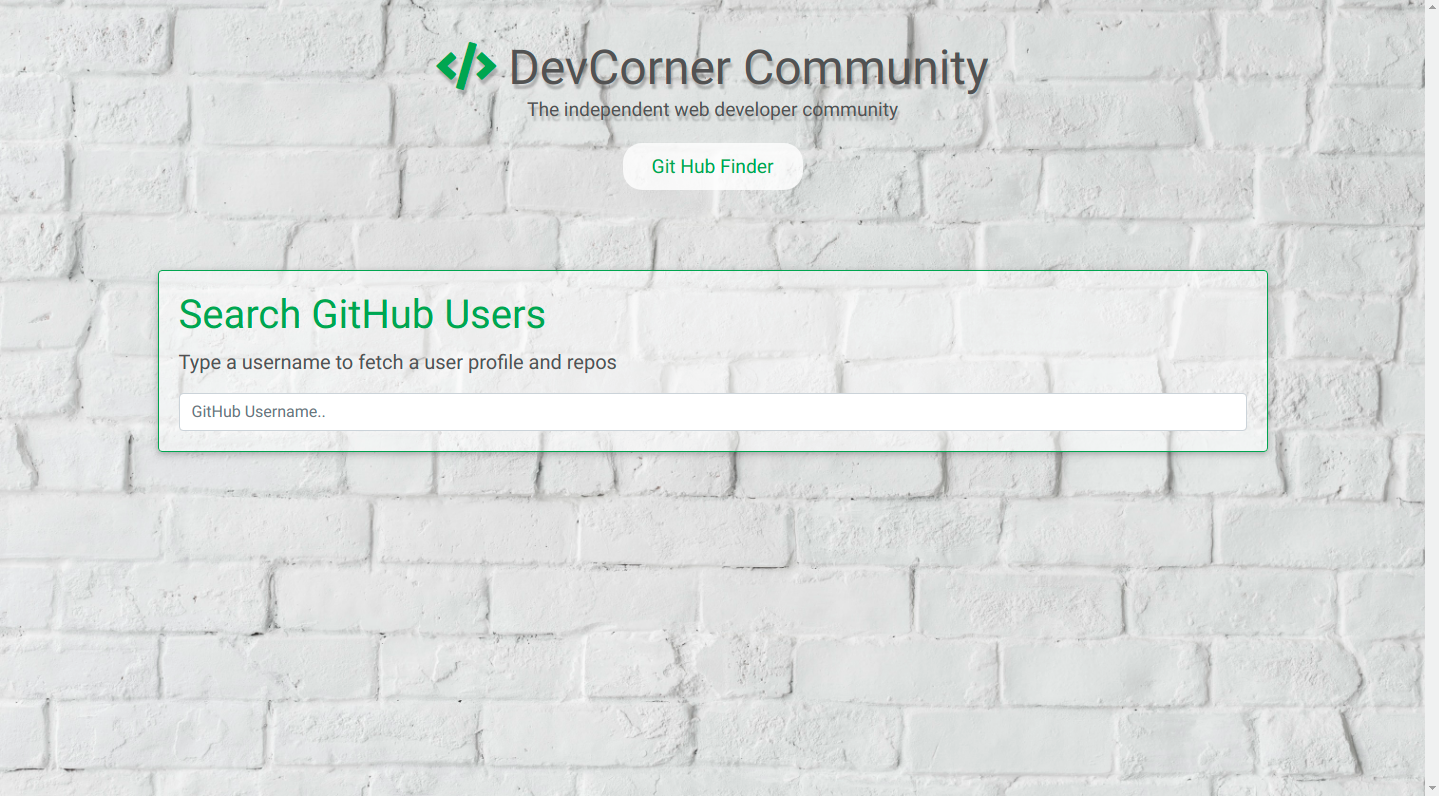 </> DevCorner Community
The independent web developer community
Git Hub Finder
Search GitHub Users
Type a username to fetch a user profile and repos
GitHub Username..